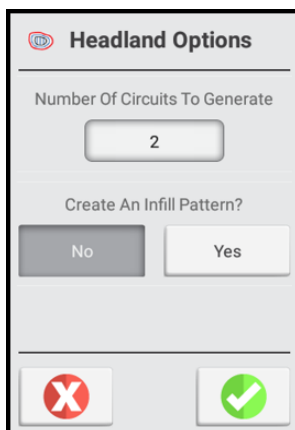 Headland Options
Number Of Circuits To Generate
2
Create An Infill Pattern?
No Yes